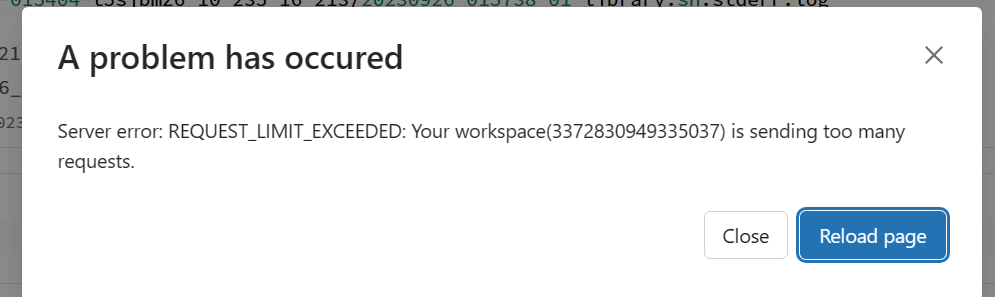 A problem has occured
Server error: REQUEST_LIMIT_EXCEEDED: Your workspace(3372830949335037) is sending too many
requests.
Close
Reload page